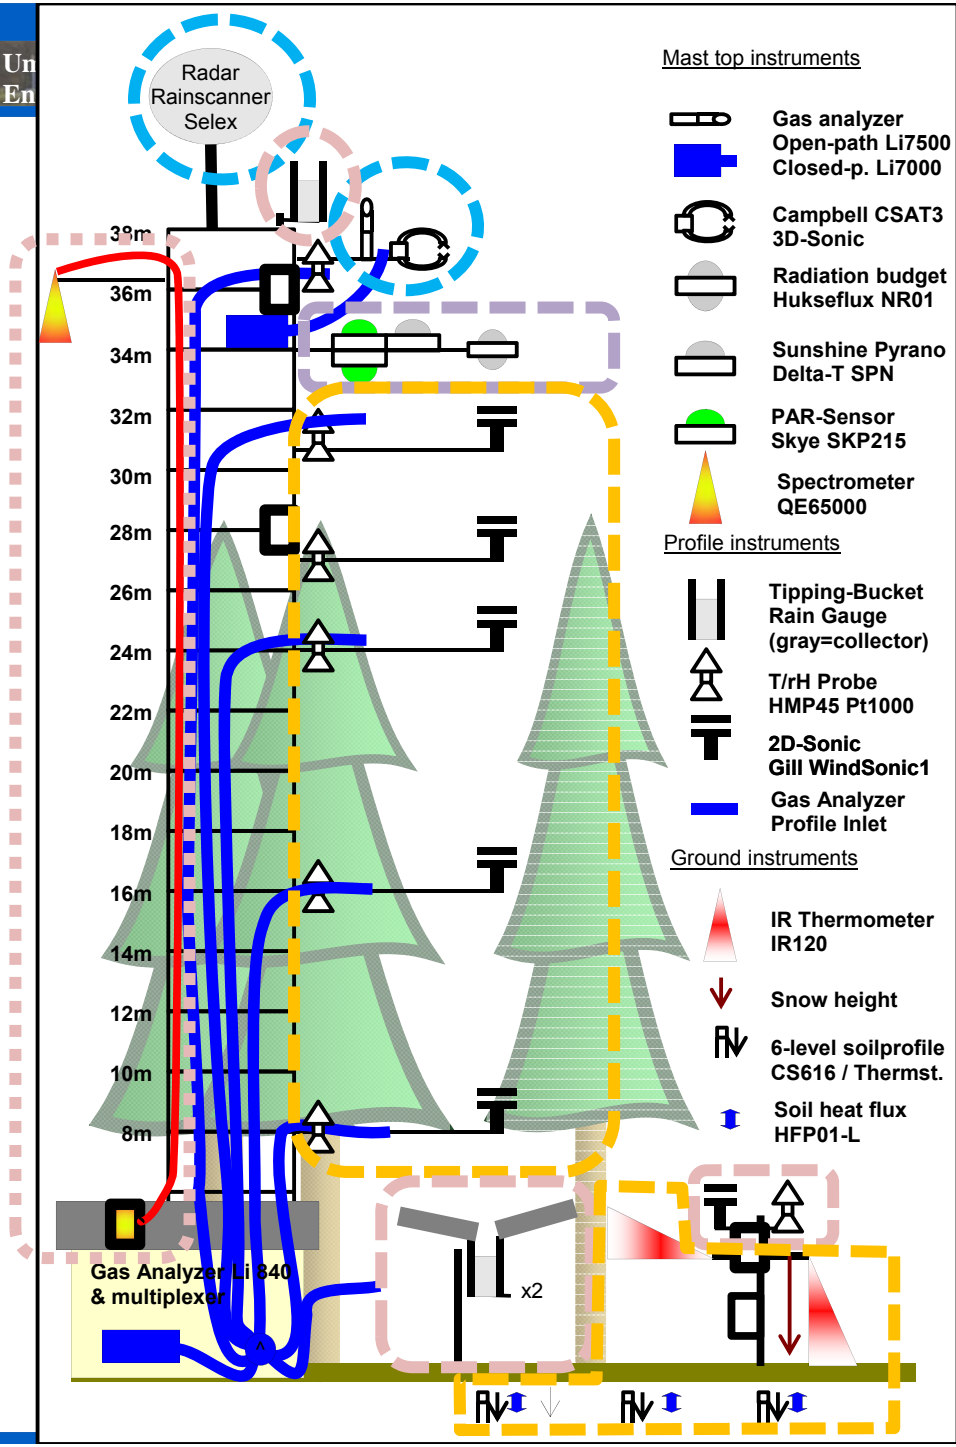 Un
En
Radar
Rainscanner
Selex
38m
36m
34m
32m
30m
28m
26m
24m
22m
20m
18m
16m
14m
12m
10m
8m
Gas Analyzer Li 840
& multiplexer
x2
Mast top instruments
Gas analyzer
Open-path Li7500
Closed-p. Li7000
Campbell CSAT3
3D-Sonic
Radiation budget
Hukseflux NR01
Sunshine Pyrano
Delta-T SPN
PAR-Sensor
Skye SKP215
Spectrometer
QE65000
Profile instruments
Tipping-Bucket
Rain Gauge
(gray=collector)
T/rH Probe
HMP45 Pt1000
2D-Sonic
Gill WindSonic1
Gas Analyzer
Profile Inlet
Ground instruments
IR Thermometer
IR120
Snow height
6-level soilprofile
CS616 / Thermst.
Soil heat flux
HFP01-L